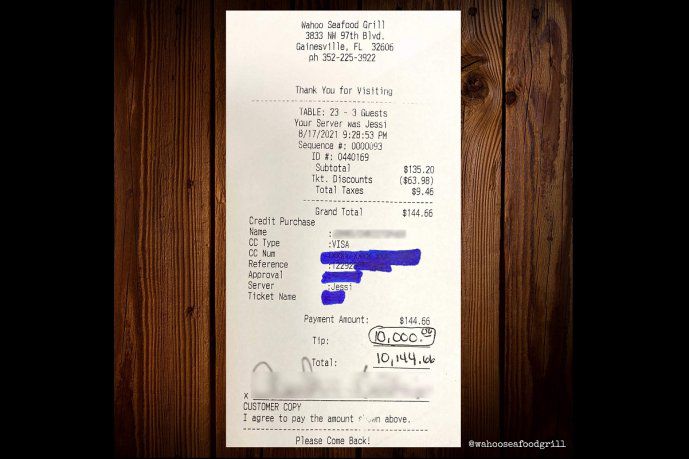 Wahoo Seafood Grill
3833 NW 97th Blvd.
Gainesville, FL 32606
ph 352-225-3922
Thank You for Visiting
TABLE: 23 - 3 Guests
Your Server was Jessi
8/17/2021 9:28:53 PM
Sequence #: 0000093
ID #: 0440169
Subtotal $135.20
Tkt. Discounts ($63.98)
Total Taxes $9.46
Grand Total $144.66
Credit Purchase
Name :
CC Type :VISA
CC Num :
Reference :12292
Approval :
Server :Jessi
Ticket Name :
Payment Amount: $144.66
Tip: 10,000.00
Total: 10,144.66
x
CUSTOMER COPY
I agree to pay the amount shown above.
Please Come Back!
@wahooseafoodgrill